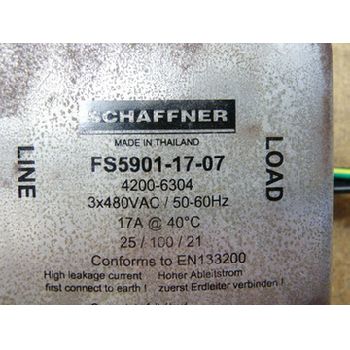 SCHAFFNER
MADE IN THAILAND
FS5901-17-07
4200-6304
3x480VAC / 50-60Hz
17A @ 40°C
25 / 100 / 21
Conforms to EN133200
High leakage current Hoher Ableitstrom
first connect to earth ! zuerst Erdleiter verbinden !
LINE
LOAD